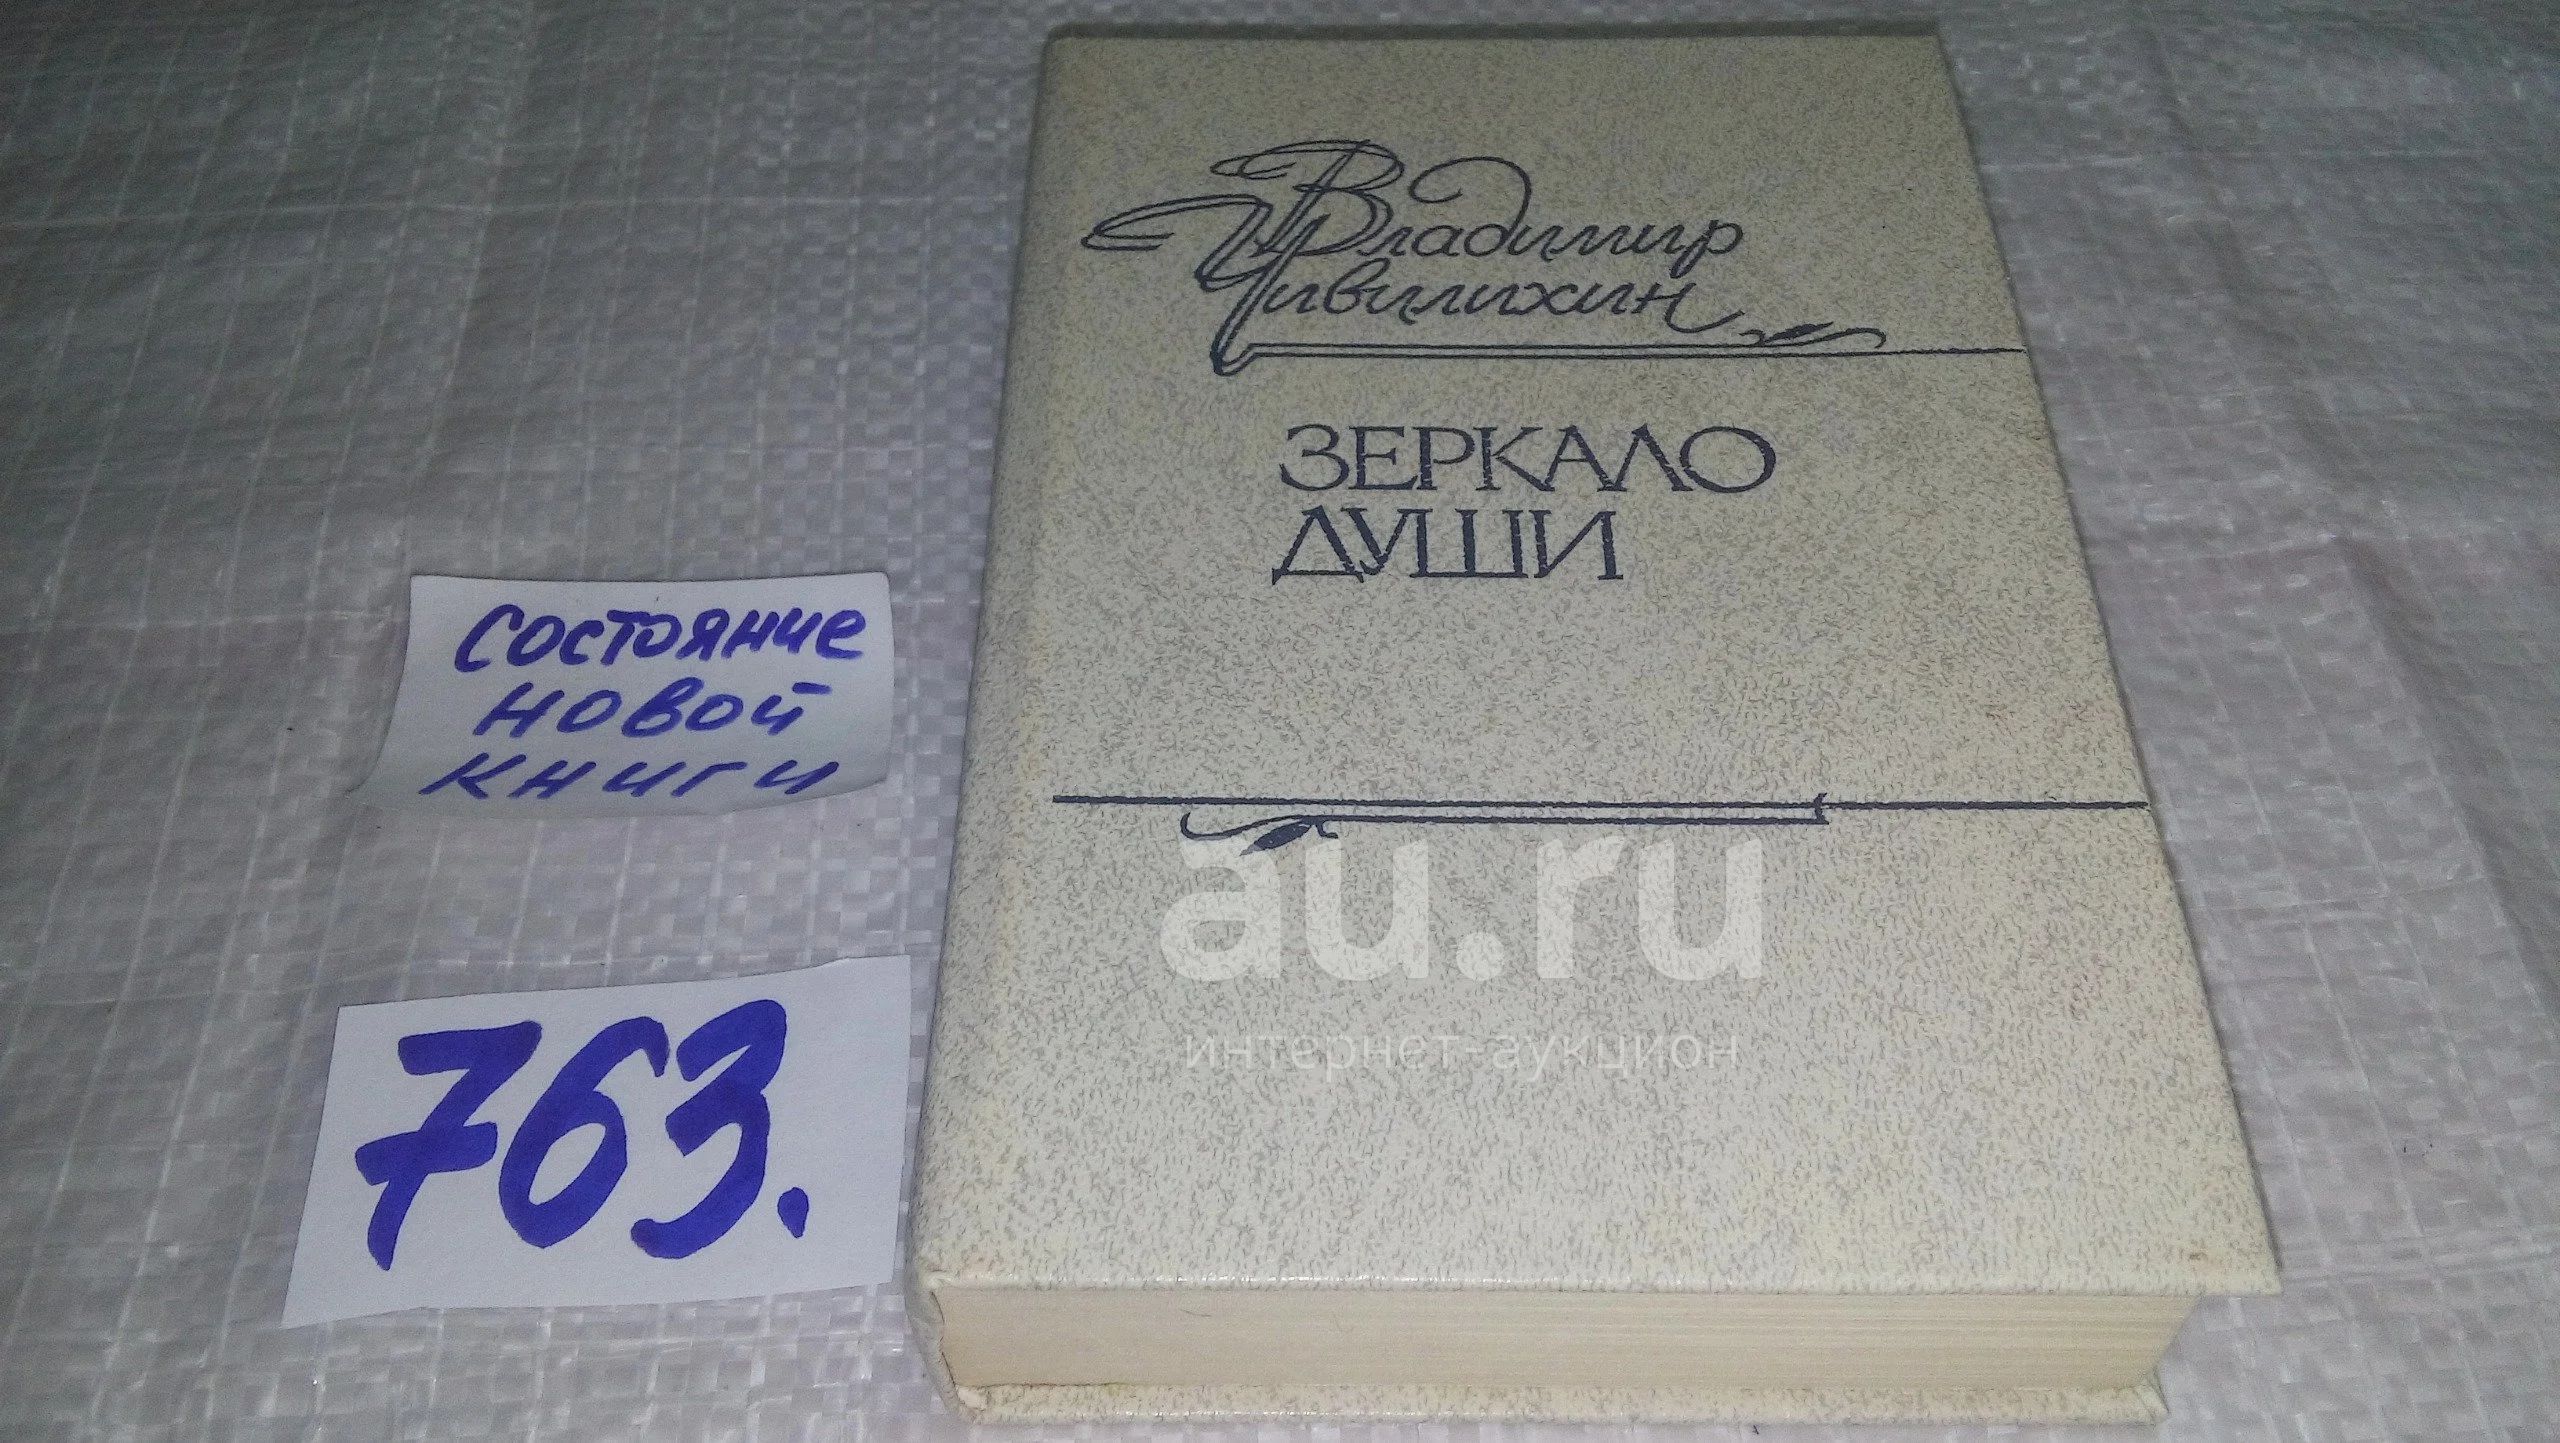 Владимир
Чивилихин
ЗЕРКАЛО
ДУШИ
Состояние
новой
книги
763.
au.ru
интернет-аукцион